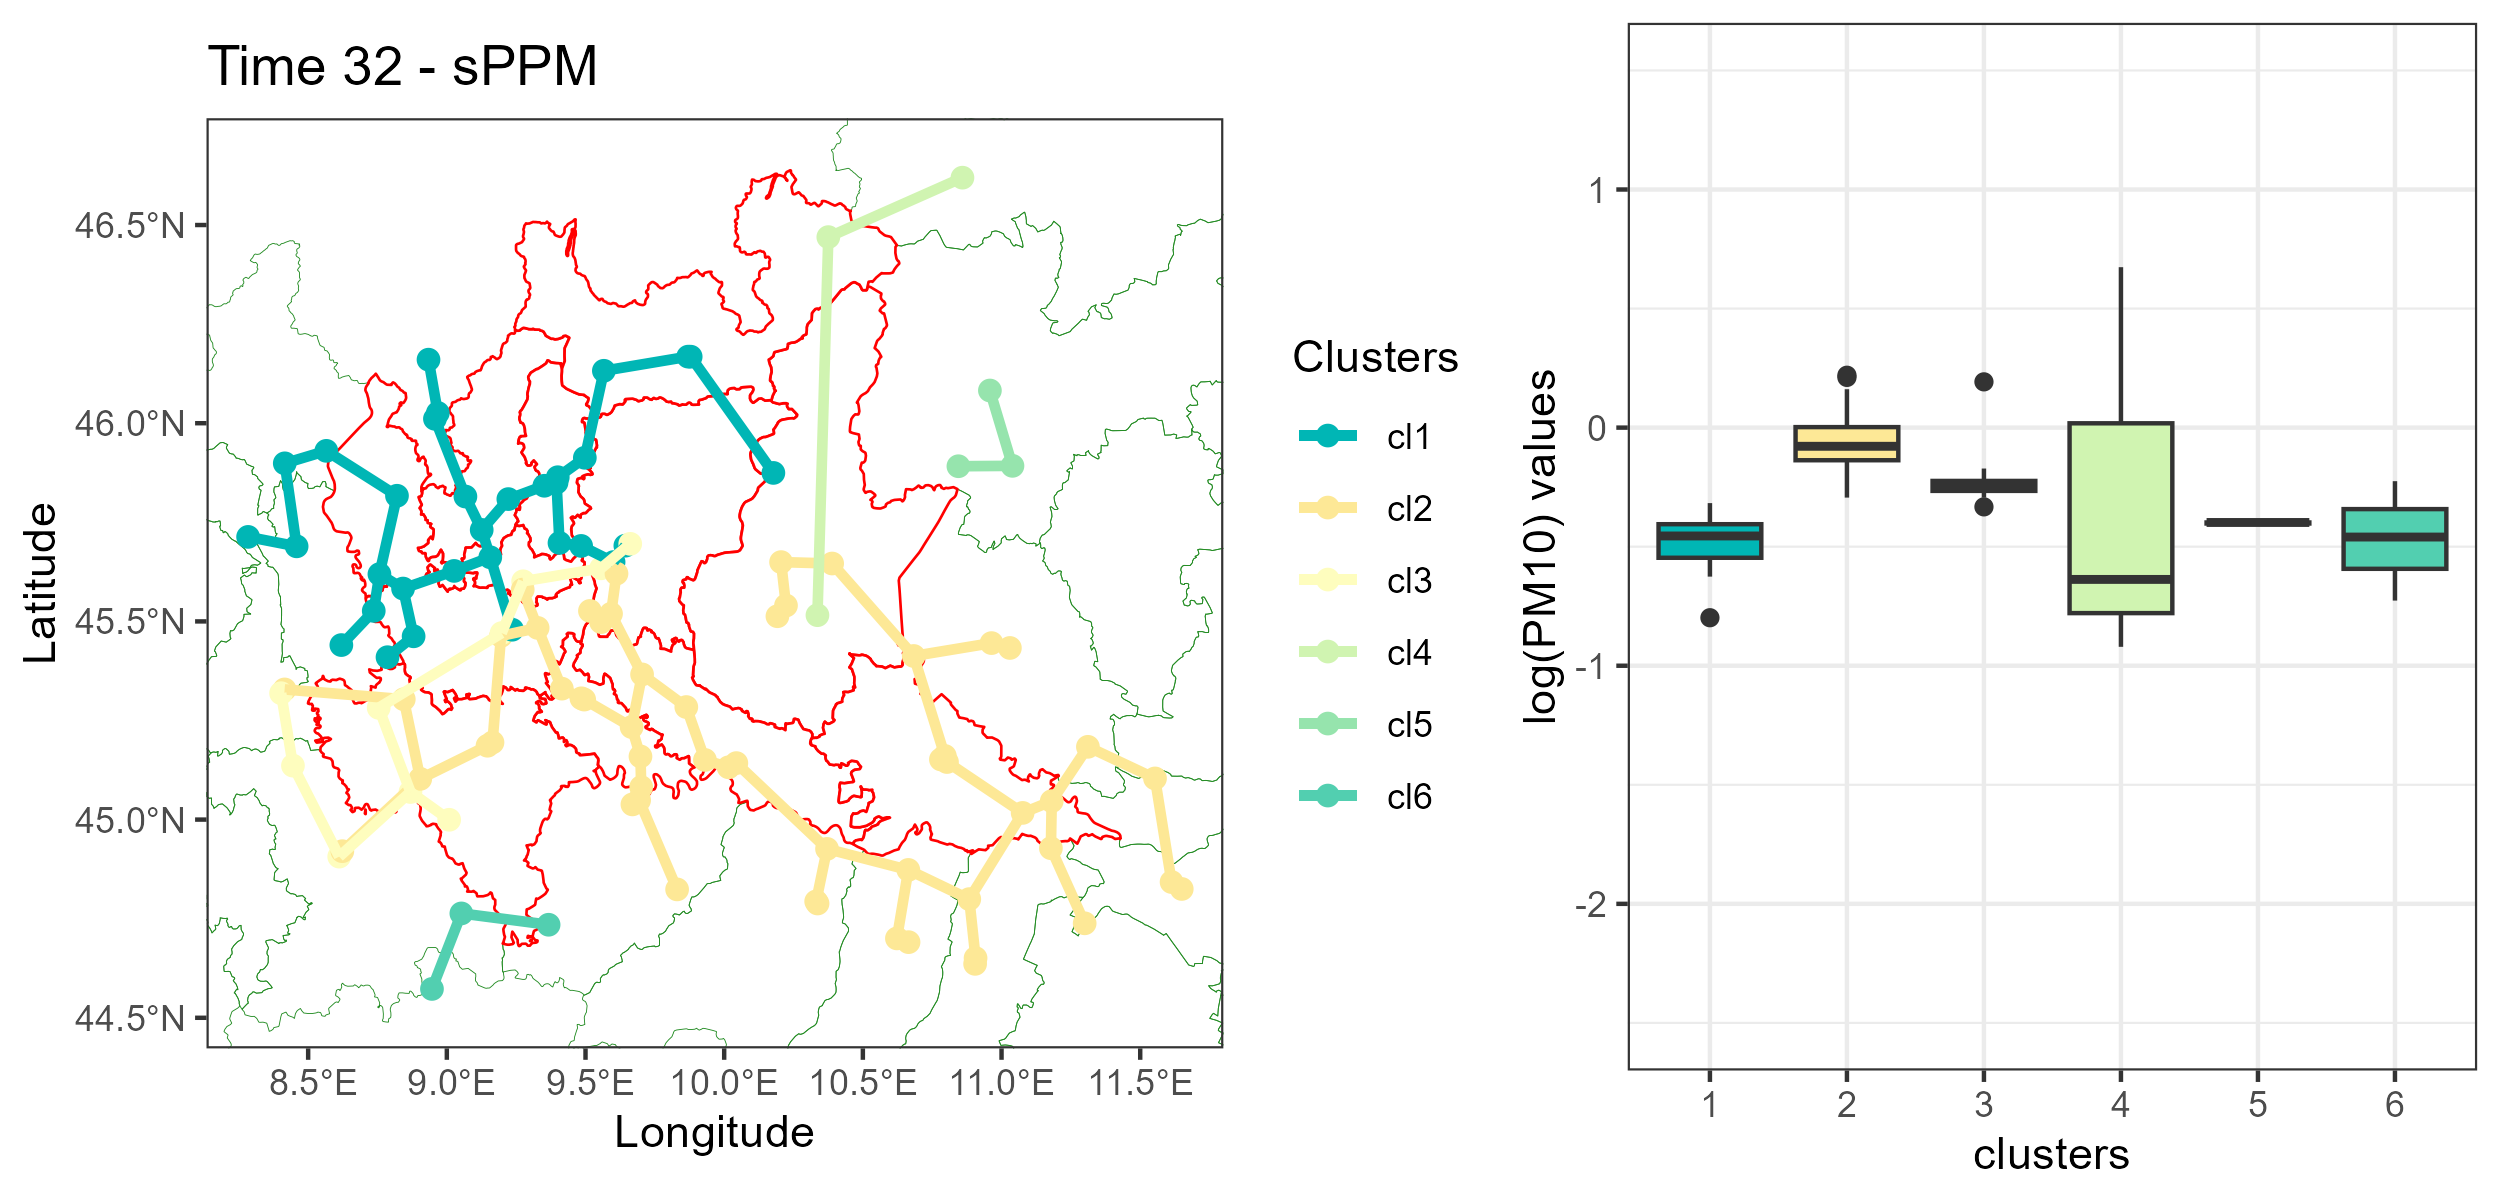 Time 32 - sPPM
Latitude
46.5°N
46.0°N
45.5°N
45.0°N
44.5°N
8.5°E 9.0°E 9.5°E 10.0°E 10.5°E 11.0°E 11.5°E
Longitude
Clusters
cl1
cl2
cl3
cl4
cl5
cl6
log(PM10) values
1
0
-1
-2
1 2 3 4 5 6
clusters